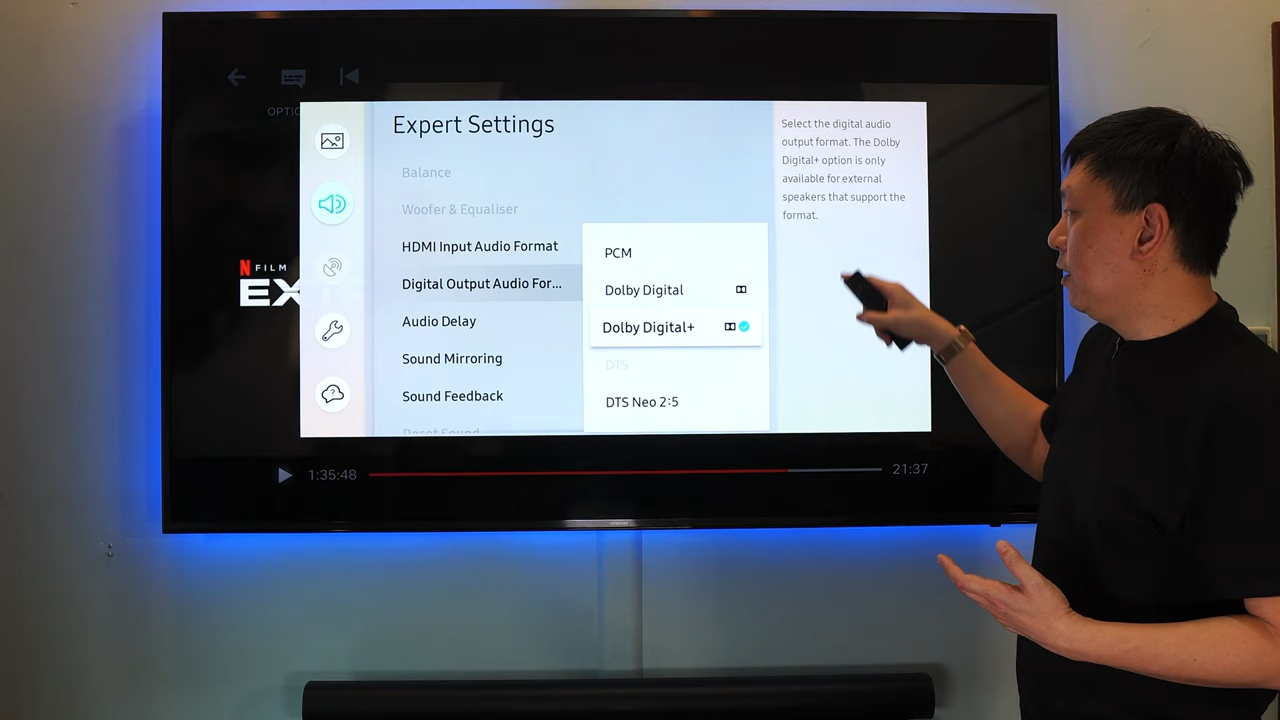 OPTIO
Expert Settings
Balance
Woofer & Equaliser
HDMI Input Audio Format
Digital Output Audio For...
Audio Delay
Sound Mirroring
Sound Feedback
Reset Sound
PCM
Dolby Digital
Dolby Digital+
DTS
DTS Neo 2:5
Select the digital audio
output format. The Dolby
Digital+ option is only
available for external
speakers that support the
format.
N FILM
EX
1:35:48
21:37
SAMSUNG